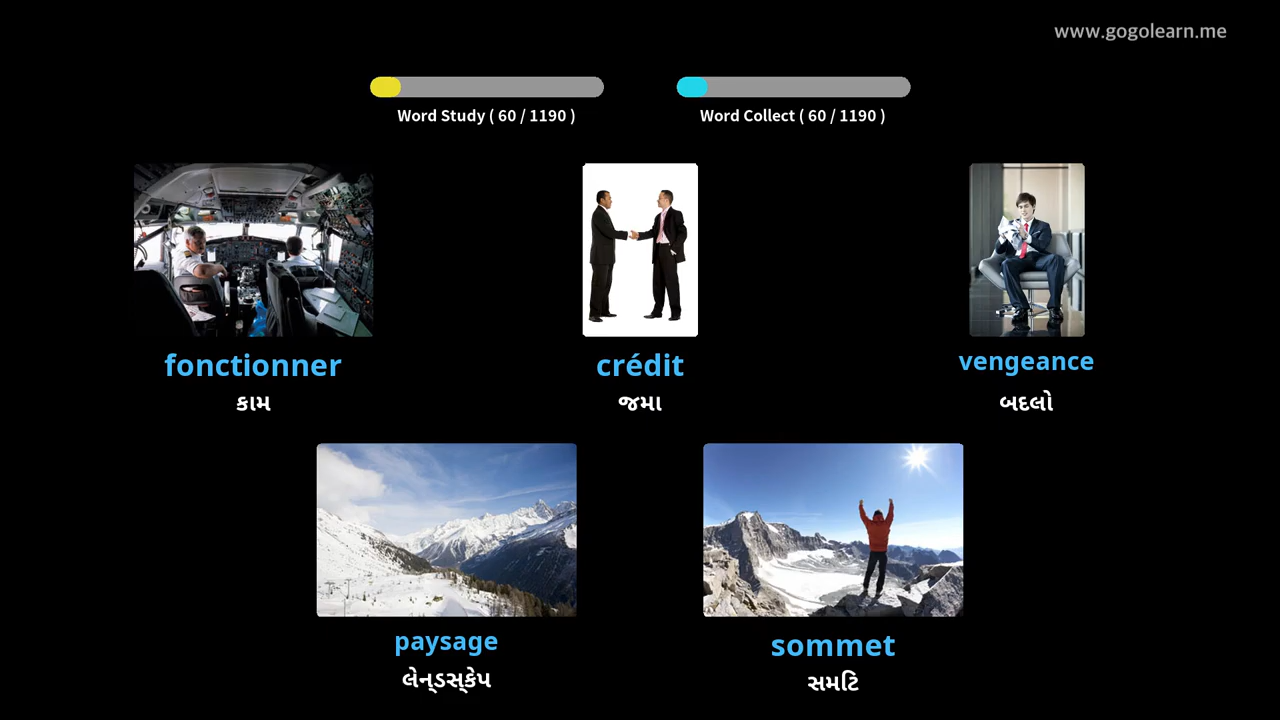 www.gogolearn.me
Word Study ( 60 / 1190 )
Word Collect ( 60 / 1190 )
fonctionner
કામ
crédit
જમા
vengeance
બદલો
paysage
લેન્ડસ્કેપ
sommet
સમટિ